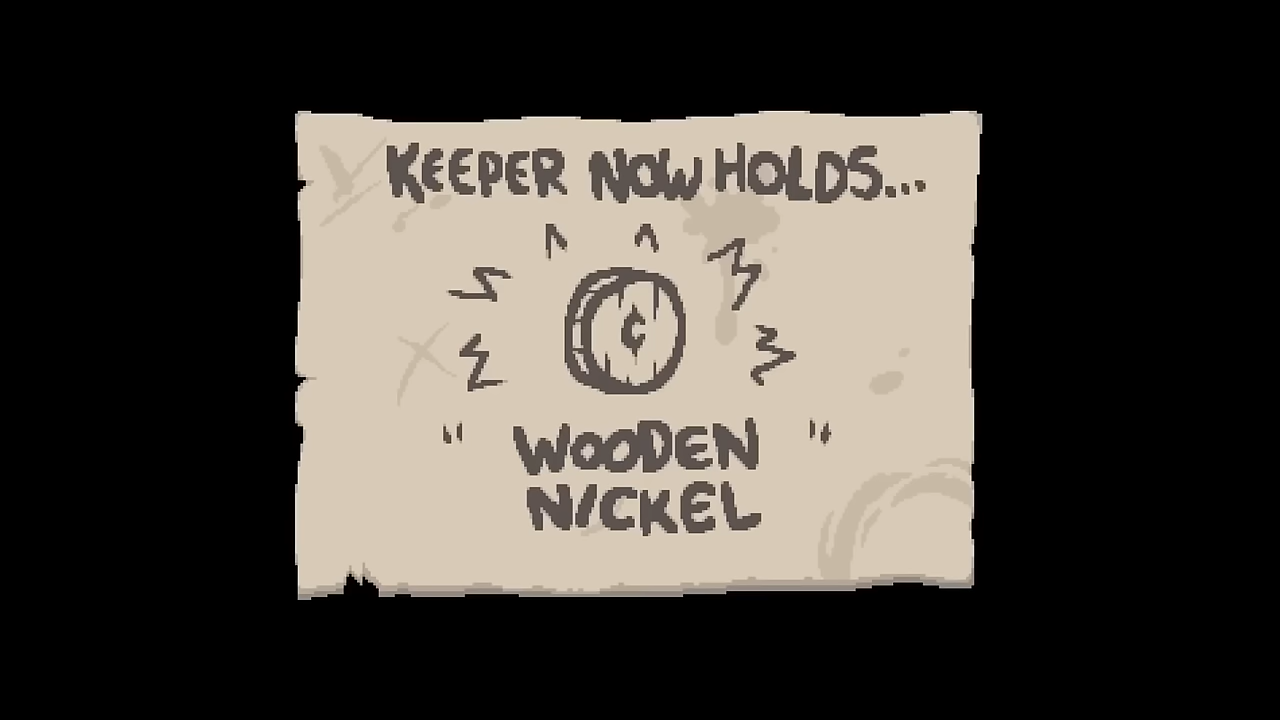 KEEPER NOW HOLDS...
¢
" WOODEN "
NICKEL